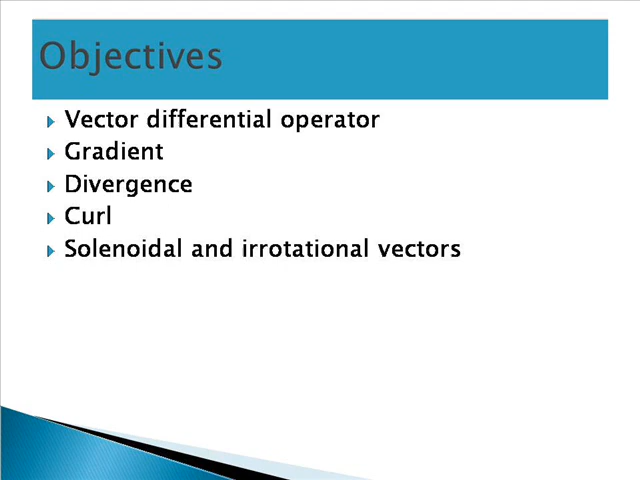 Objectives
Vector differential operator
Gradient
Divergence
Curl
Solenoidal and irrotational vectors